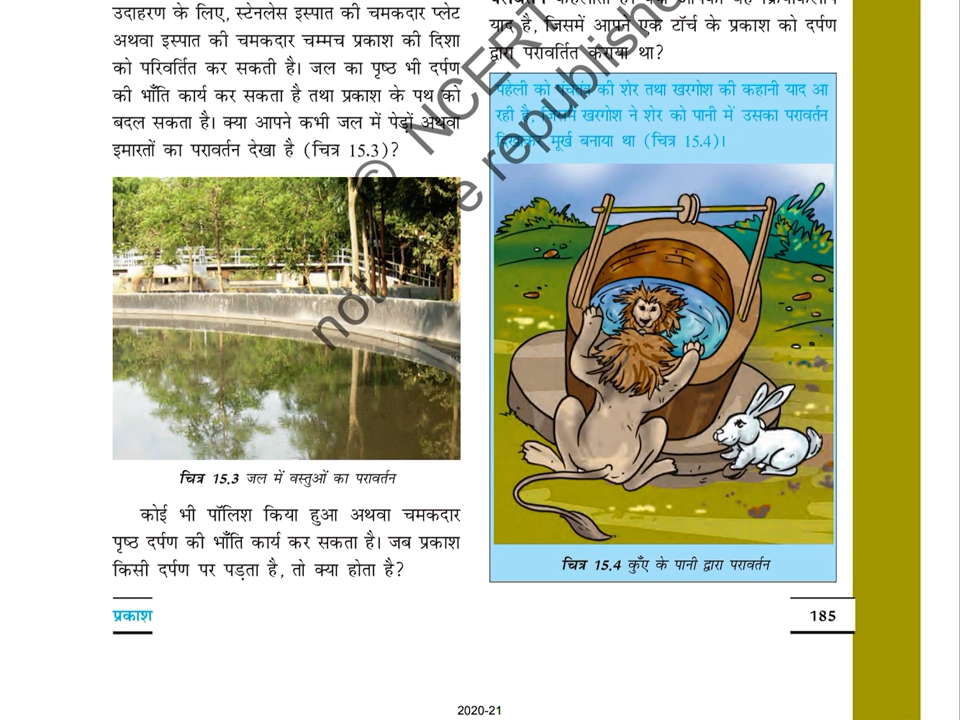 उदाहरण के लिए, स्टेनलेस इस्पात की चमकदार प्लेट
अथवा इस्पात की चमकदार चम्मच प्रकाश की दिशा
को परिवर्तित कर सकती है। जल का पृष्ठ भी दर्पण
की भाँति कार्य कर सकता है तथा प्रकाश के पथ को
बदल सकता है। क्या आपने कभी जल में पेड़ों अथवा
इमारतों का परावर्तन देखा है (चित्र 15.3)?
चित्र 15.3 जल में वस्तुओं का परावर्तन
कोई भी पॉलिश किया हुआ अथवा चमकदार
पृष्ठ दर्पण की भाँति कार्य कर सकता है। जब प्रकाश
किसी दर्पण पर पड़ता है, तो क्या होता है?
याद है, जिसमें आपने एक टॉर्च के प्रकाश को दर्पण
द्वारा परावर्तित कराया था?
पहेली को पंचतंत्र की शेर तथा खरगोश की कहानी याद आ
रही है, जिसमें खरगोश ने शेर को पानी में उसका परावर्तन
दिखाकर मूर्ख बनाया था (चित्र 15.4)।
चित्र 15.4 कुँए के पानी द्वारा परावर्तन
प्रकाश
185
2020-21
© NCERT
not be republished